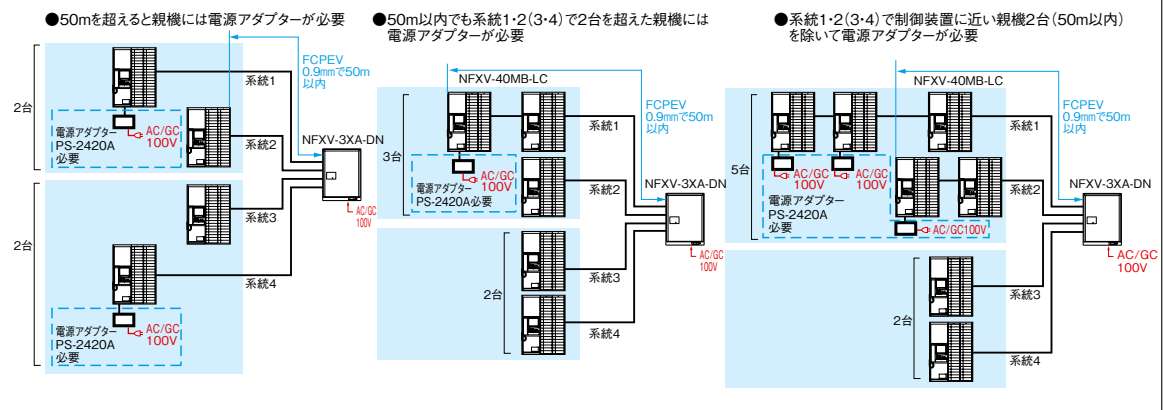 ●50mを超えると親機には電源アダプターが必要
2台
系統1
FCPEV
0.9mmで50m
以内
電源アダプター
PS-2420A
必要
AC/GC
100V
系統2
NFXV-3XA-DN
AC/GC
100V
2台
系統3
系統4
電源アダプター
PS-2420A
必要
AC/GC
100V
●50m以内でも系統1・2(3・4)で2台を超えた親機には
電源アダプターが必要
NFXV-40MB-LC
FCPEV
0.9mmで50m
以内
3台
系統1
AC/GC
100V
電源アダプター
PS-2420A必要
系統2
NFXV-3XA-DN
AC/GC
100V
2台
系統3
系統4
●系統1・2(3・4)で制御装置に近い親機2台(50m以内)
を除いて電源アダプターが必要
NFXV-40MB-LC
FCPEV
0.9mmで50m
以内
5台
系統1
AC/GC
100V
AC/GC
100V
電源アダプター
PS-2420A
必要
AC/GC100V
系統2
NFXV-3XA-DN
AC/GC
100V
2台
系統3
系統4